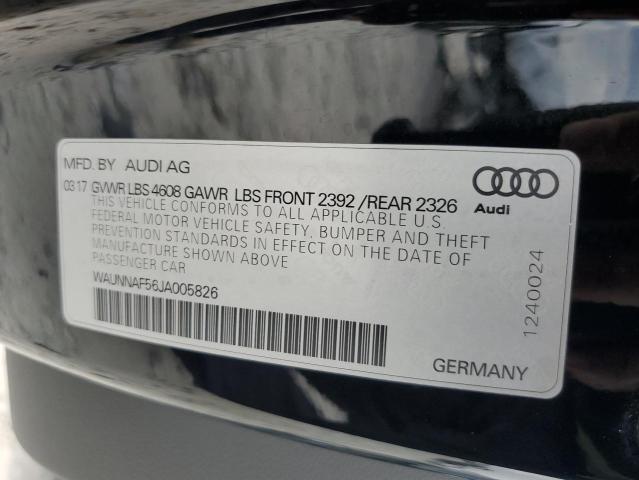 MFD. BY AUDI AG
03 17 GVWR LBS 4608 GAWR LBS FRONT 2392 /REAR 2326
THIS VEHICLE CONFORMS TO ALL APPLICABLE U.S.
FEDERAL MOTOR VEHICLE SAFETY, BUMPER AND THEFT
PREVENTION STANDARDS IN EFFECT ON THE DATE OF
MANUFACTURE SHOWN ABOVE
PASSENGER CAR
WAUNNAF56JA005826
Audi
1240024
GERMANY